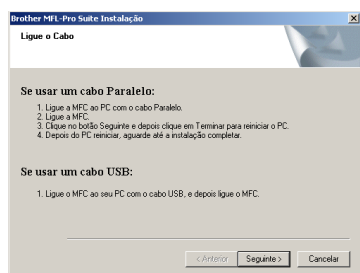 Brother MFL-Pro Suite Instalação
Ligue o Cabo
Se usar um cabo Paralelo:
1. Ligue a MFC ao PC com o cabo Paralelo.
2. Ligue a MFC.
3. Clique no botão Seguinte e depois clique em Terminar para reiniciar o PC.
4. Depois do PC reiniciar, aguarde até a instalação completar.
Se usar um cabo USB:
1. Ligue o MFC ao seu PC com o cabo USB, e depois ligue o MFC.
< Anterior Seguinte > Cancelar